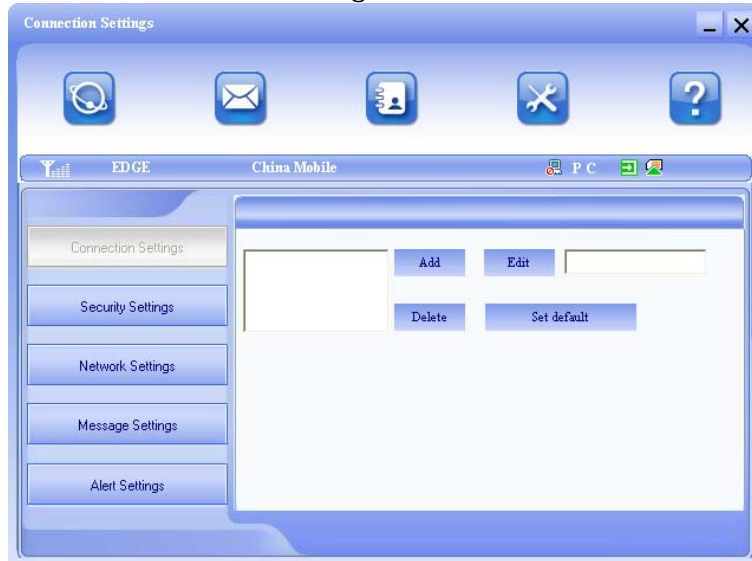 Connection Settings
EDGE China Mobile P C
Connection Settings
Add Edit
Security Settings
Delete Set default
Network Settings
Message Settings
Alert Settings